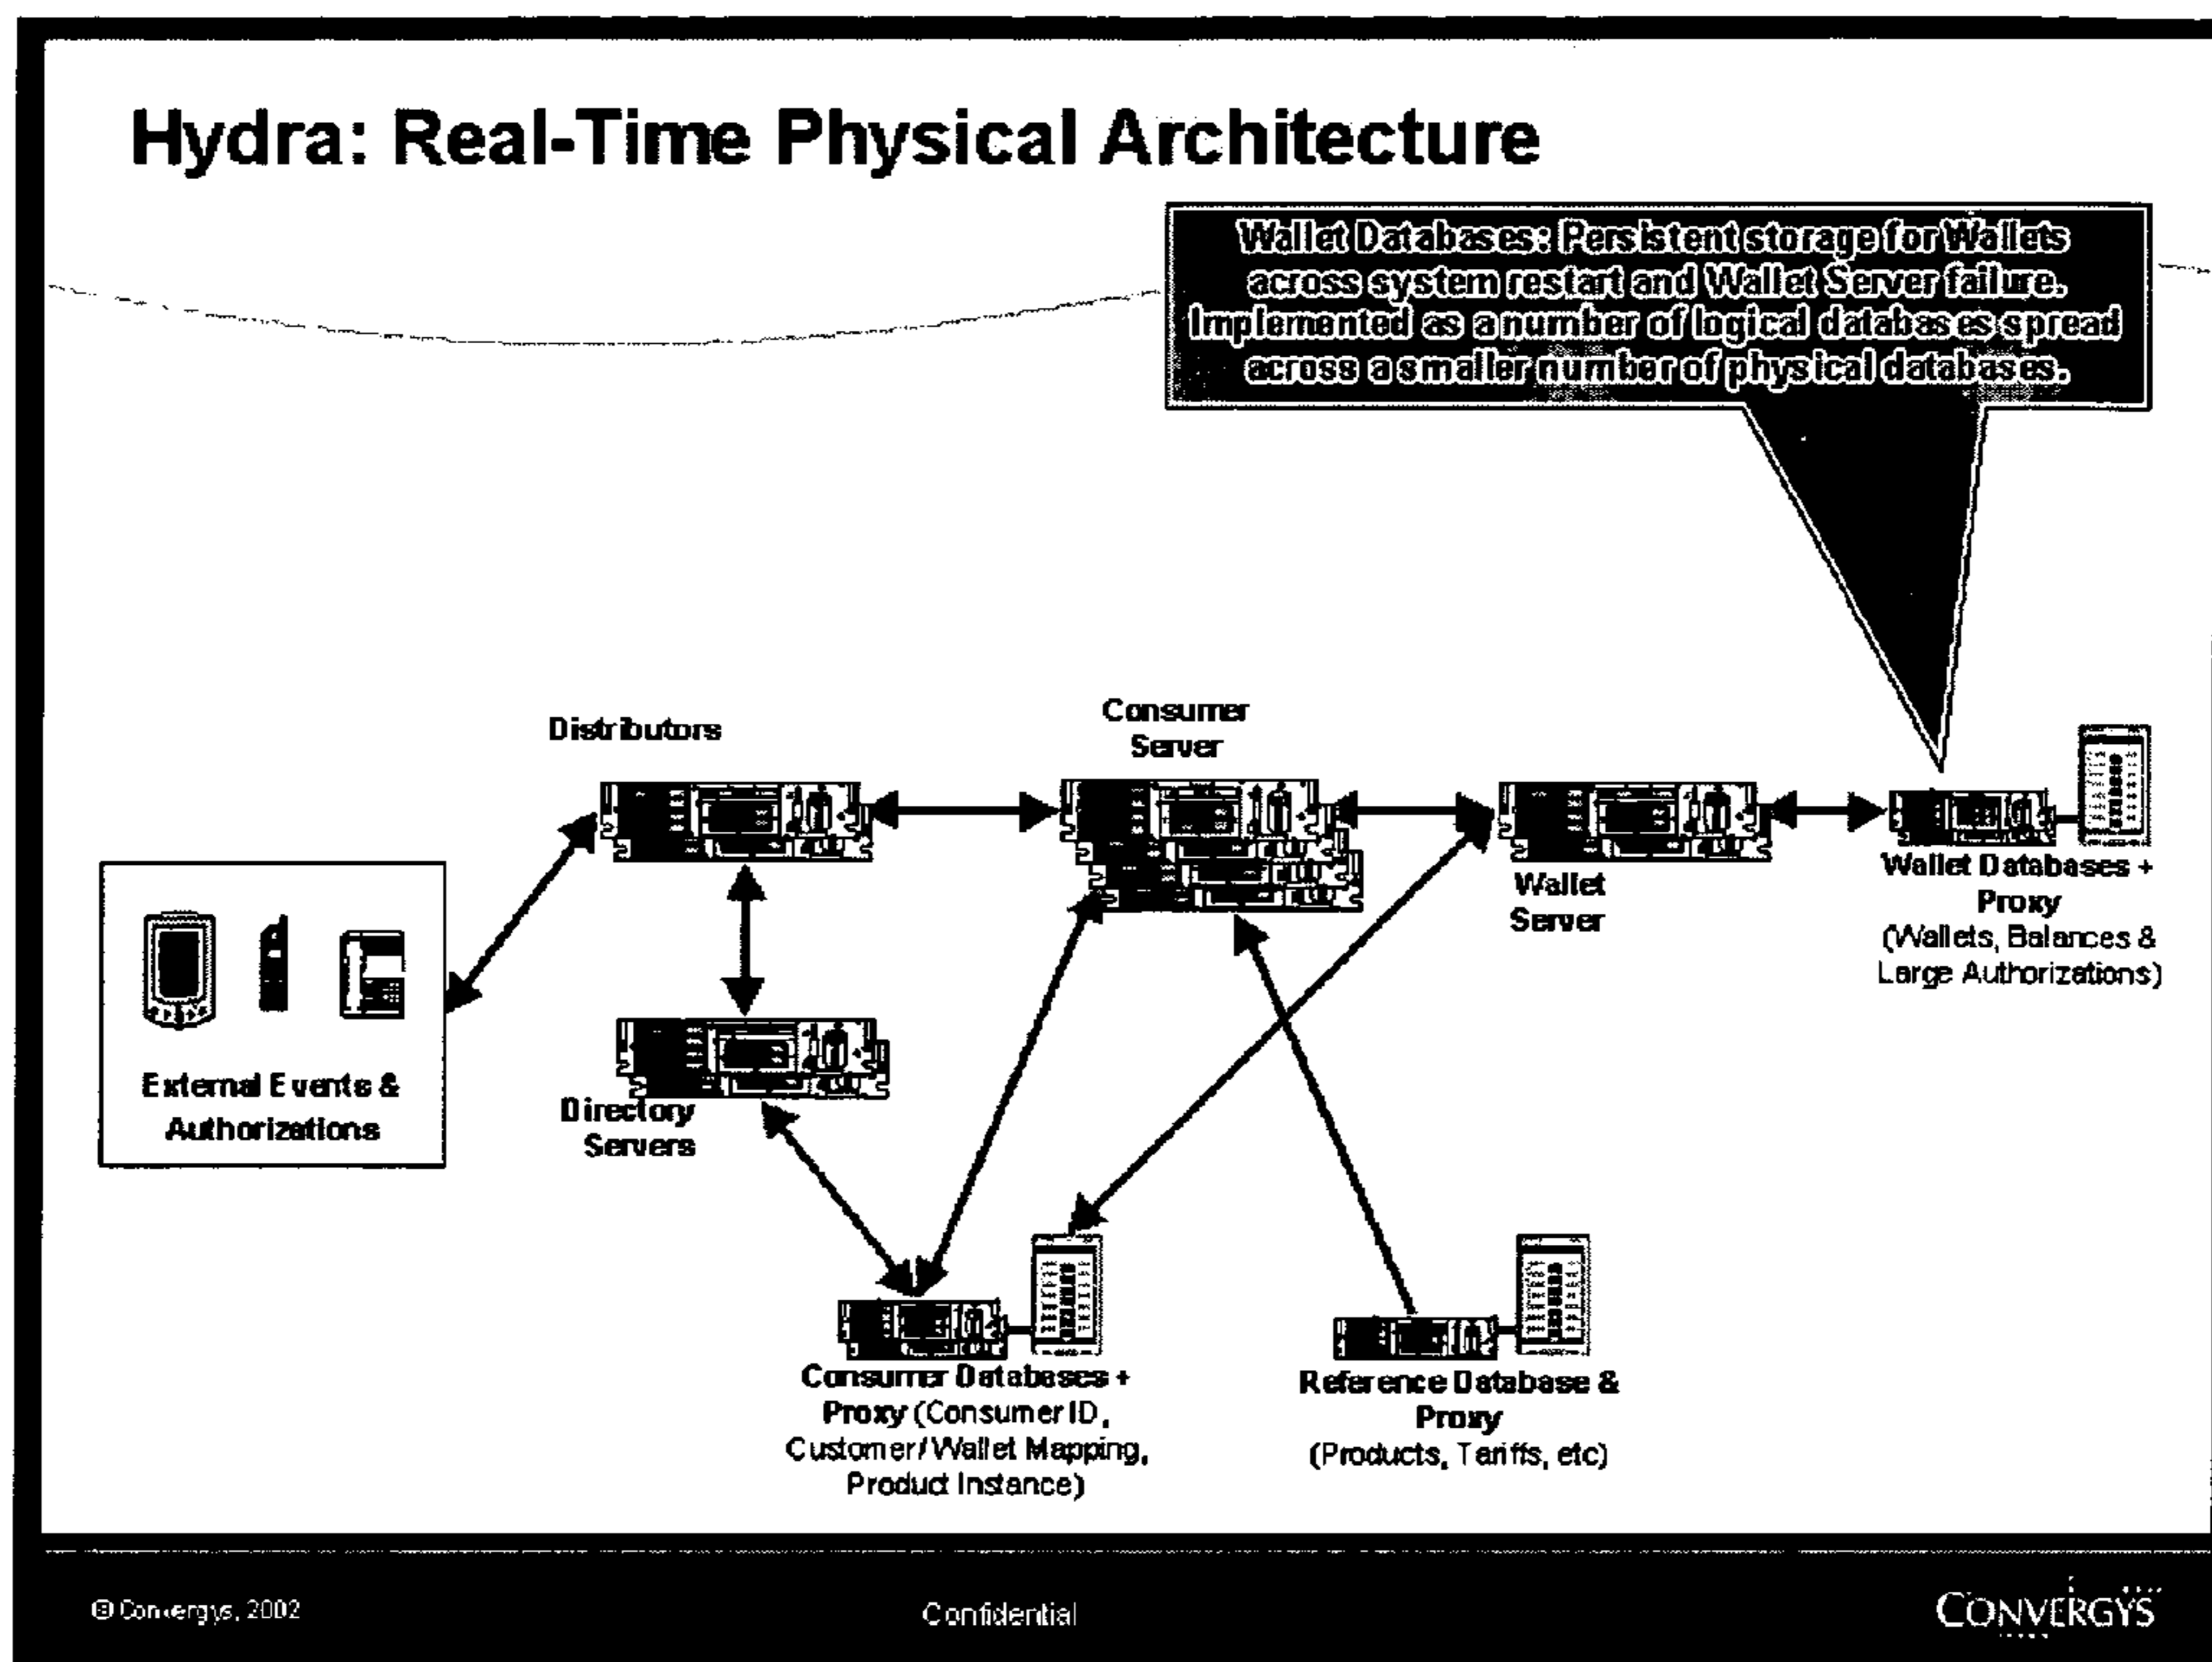 Hydra: Real-Time Physical Architecture
Wallet Databases: Persistent storage for Wallets
across system restart and Wallet Server failure.
Implemented as a number of logical databases spread
across a smaller number of physical databases.
Distributors
Consumer
Server
Wallet
Server
Wallet Databases +
Proxy
(Wallets, Balances &
Large Authorizations)
External Events &
Authorizations
Directory
Servers
Consumer Databases +
Proxy (Consumer ID,
Customer/Wallet Mapping,
Product Instance)
Reference Database &
Proxy
(Products, Tariffs, etc)
© Convergys, 2002
Confidential
CONVERGYS